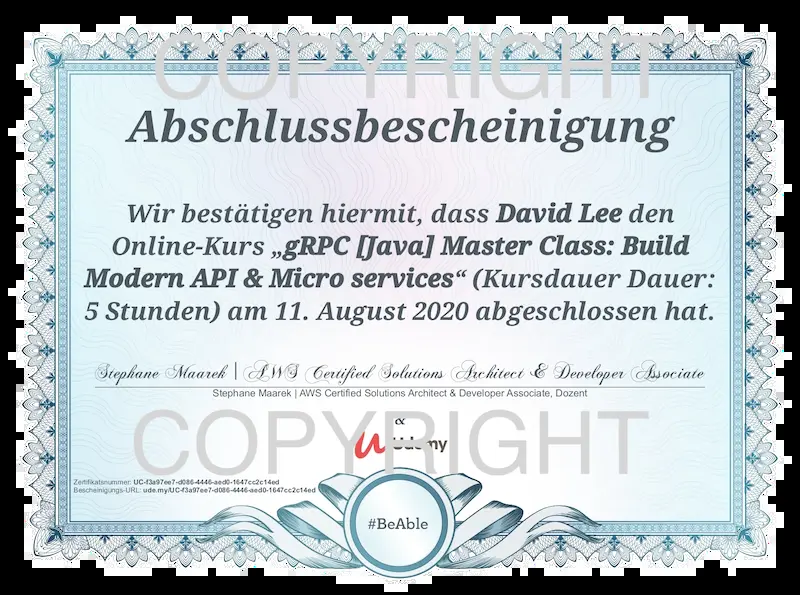 COPYRIGHT
Abschlussbescheinigung
Wir bestätigen hiermit, dass David Lee den
Online-Kurs „gRPC [Java] Master Class: Build
Modern API & Micro services“ (Kursdauer Dauer:
5 Stunden) am 11. August 2020 abgeschlossen hat.
Stephane Maarek | AWS Certified Solutions Architect & Developer Associate
Stephane Maarek | AWS Certified Solutions Architect & Developer Associate, Dozent
&
Udemy
COPYRIGHT
Zertifikatsnummer: UC-f3a97ee7-d086-4446-aed0-1647cc2c14ed
Bescheinigungs-URL: ude.my/UC-f3a97ee7-d086-4446-aed0-1647cc2c14ed
#BeAble